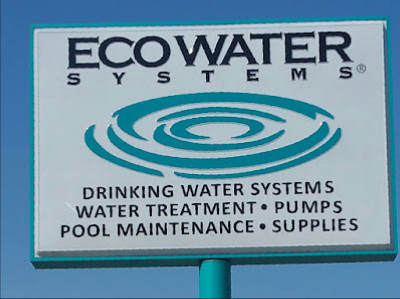 ECOWATER
SYSTEMS®
DRINKING WATER SYSTEMS
WATER TREATMENT • PUMPS
POOL MAINTENANCE • SUPPLIES